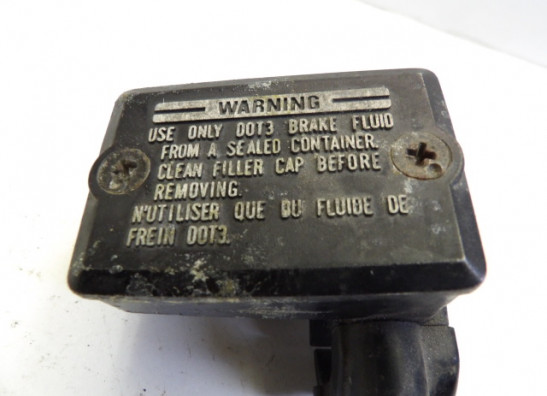 WARNING
USE ONLY DOT3 BRAKE FLUID
FROM A SEALED CONTAINER.
CLEAN FILLER CAP BEFORE
REMOVING.
N'UTILISER QUE DU FLUIDE DE
FREIN DOT3.